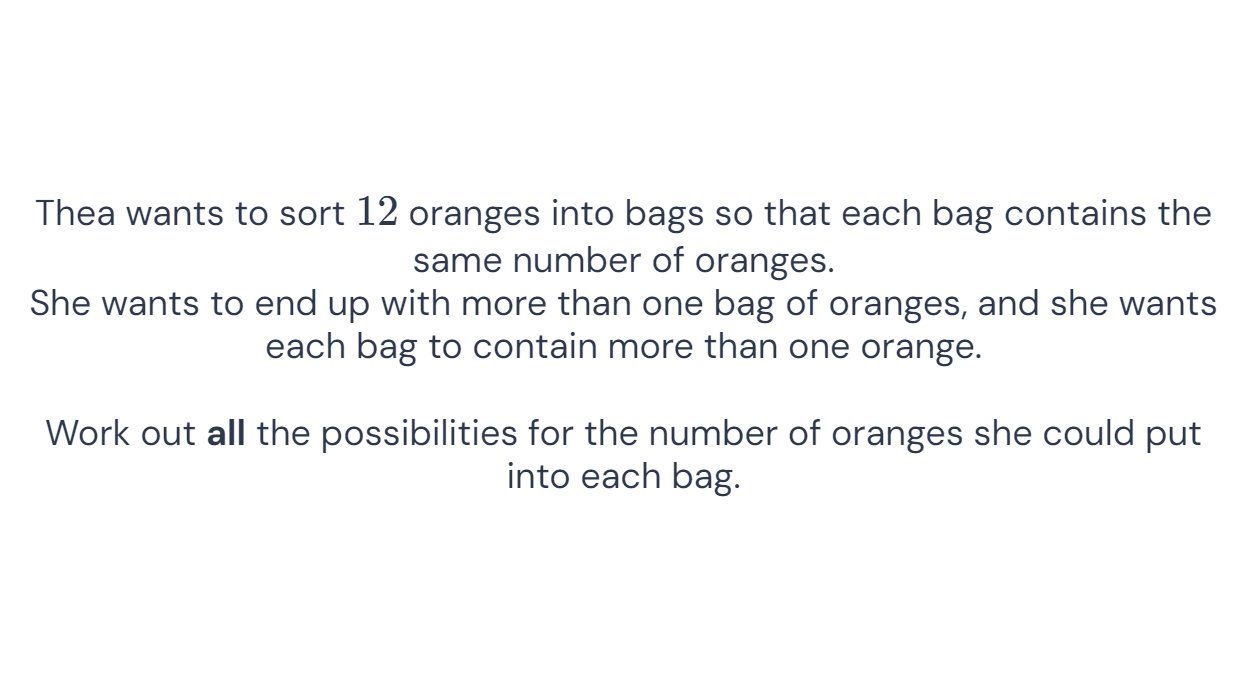 Thea wants to sort 12 oranges into bags so that each bag contains the
same number of oranges.
She wants to end up with more than one bag of oranges, and she wants
each bag to contain more than one orange.
Work out all the possibilities for the number of oranges she could put
into each bag.